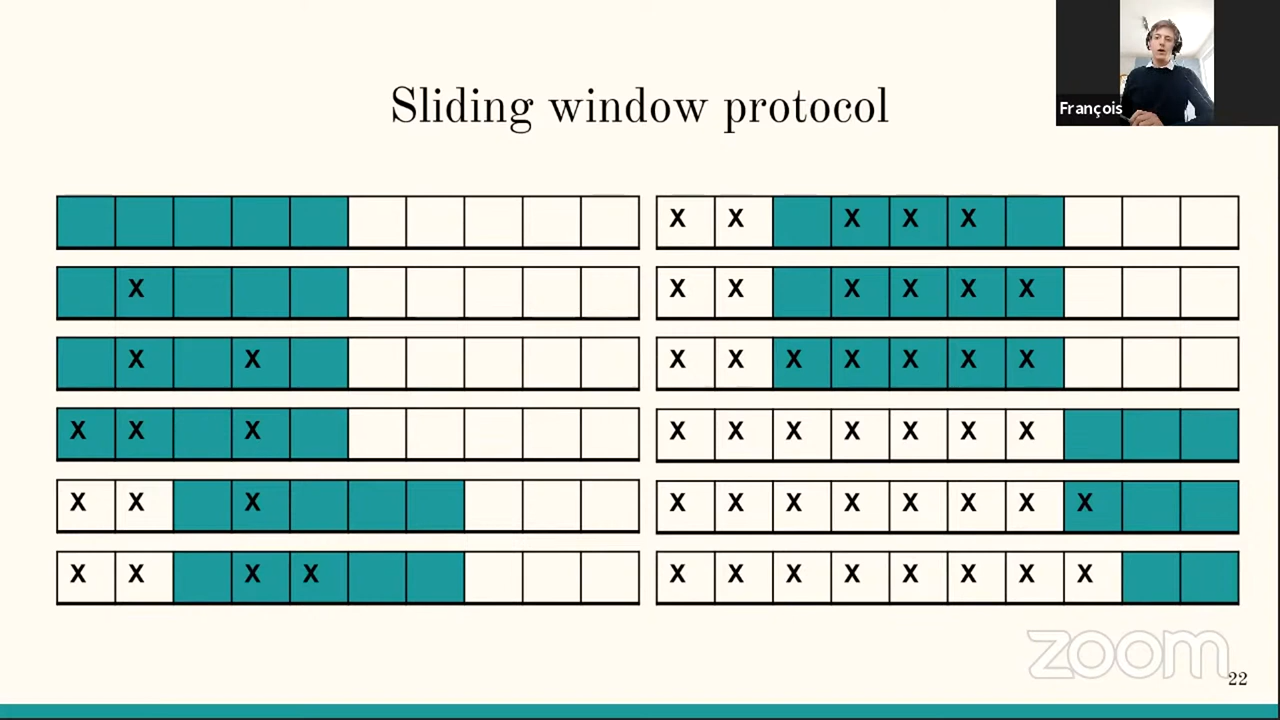 François
Sliding window protocol
X
X X
X X X
X X X
X X X X
X X X X X
X X X X X X
X X X X X X X
X X X X X X X
X X X X X X X X
X X X X X X X X
zoom
22